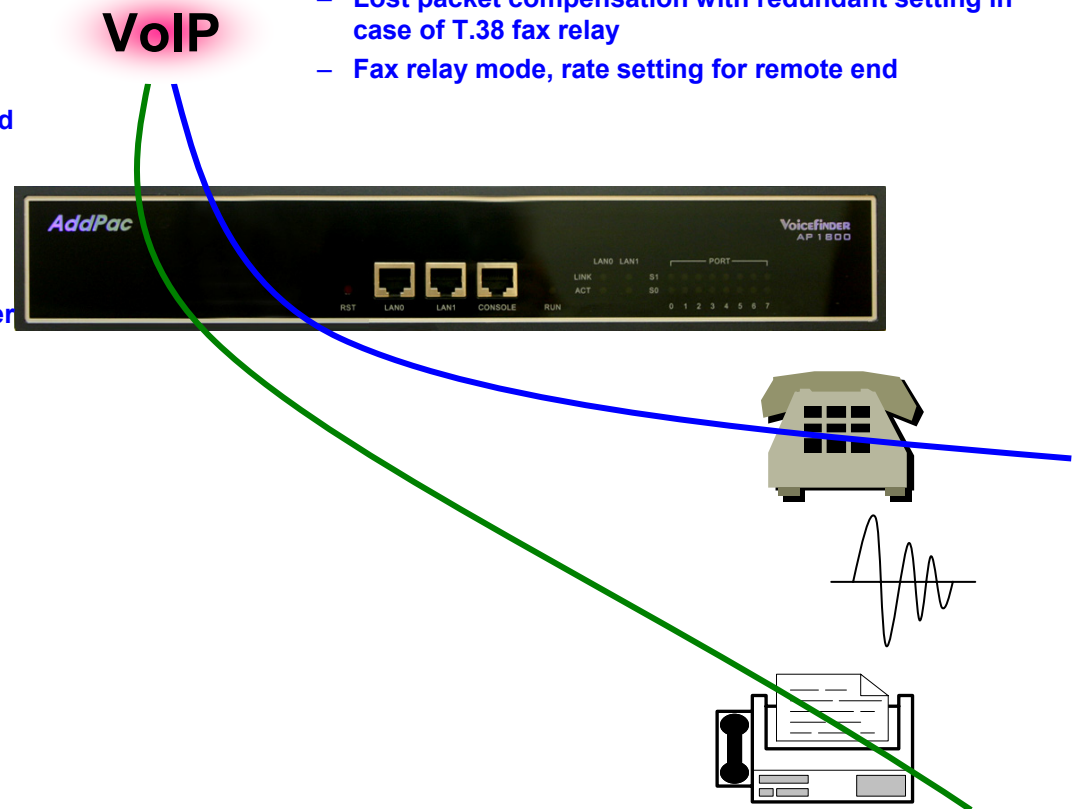 – Lost packet compensation with redundant setting in
case of T.38 fax relay
– Fax relay mode, rate setting for remote end
VoIP
d
er
AddPac
VoiceFinder
AP1800
LAN0 LAN1 PORT
LINK S1
ACT S0
RST LAN0 LAN1 CONSOLE RUN 0 1 2 3 4 5 6 7